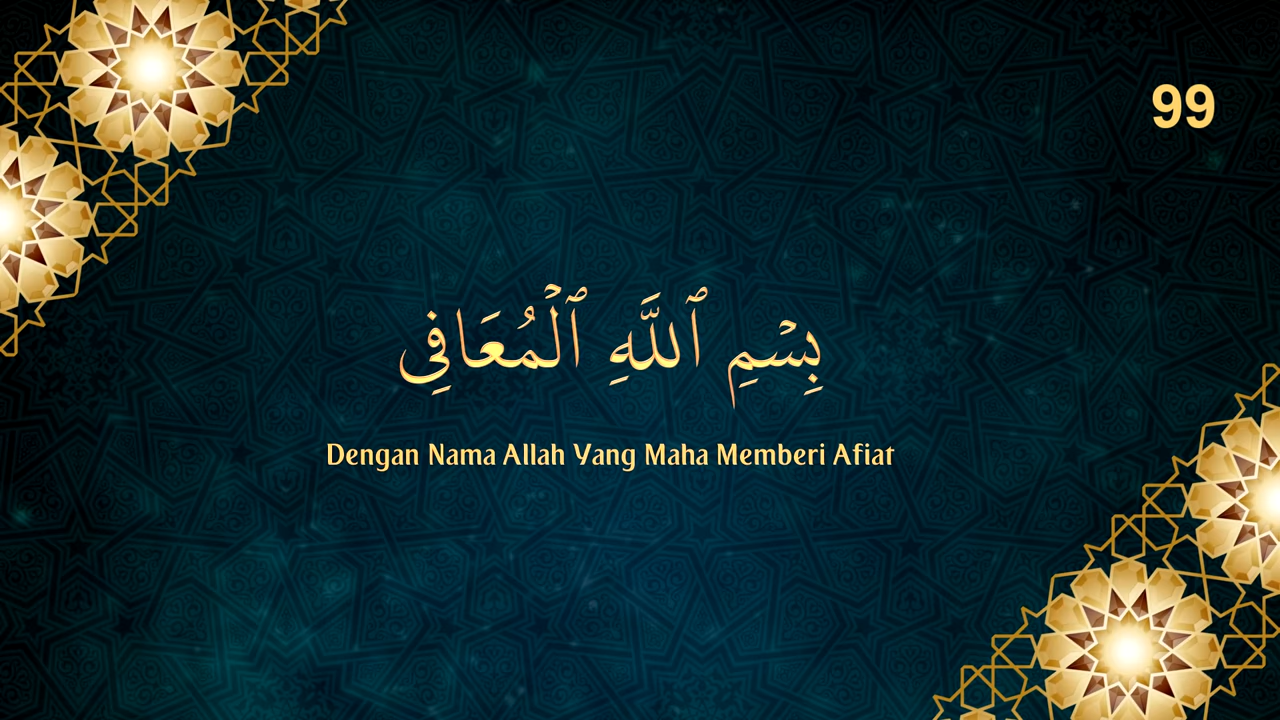 99
بِسْمِ ٱللَّهِ ٱلْمُعَافِي
Dengan Nama Allah Yang Maha Memberi Afiat